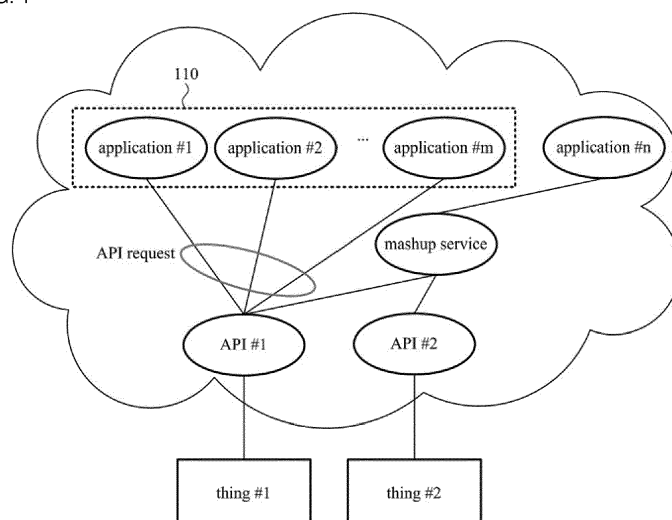 110
application #1
application #2
...
application #m
application #n
API request
mashup service
API #1
API #2
thing #1
thing #2